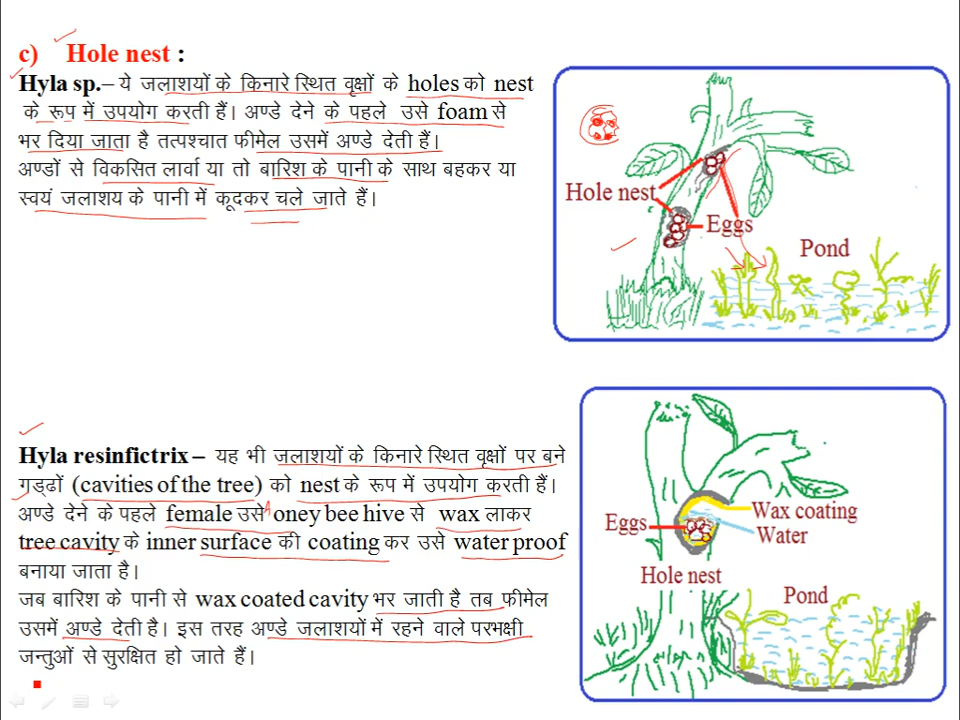 c) Hole nest :
Hyla sp.– ये जलाशयों के किनारे स्थित वृक्षों के holes को nest
के रूप में उपयोग करती हैं। अण्डे देने के पहले उसे foam से
भर दिया जाता है तत्पश्चात फीमेल उसमें अण्डे देती हैं।
अण्डों से विकसित लार्वा या तो बारिश के पानी के साथ बहकर या
स्वयं जलाशय के पानी में कूदकर चले जाते हैं।
Hole nest
Eggs
Pond
Hyla resinfictrix – यह भी जलाशयों के किनारे स्थित वृक्षों पर बने
गड्ढों (cavities of the tree) को nest के रूप में उपयोग करती हैं।
अण्डे देने के पहले female उसे oney bee hive से wax लाकर
tree cavity के inner surface की coating कर उसे water proof
बनाया जाता है।
जब बारिश के पानी से wax coated cavity भर जाती है तब फीमेल
उसमें अण्डे देती है। इस तरह अण्डे जलाशयों में रहने वाले परभक्षी
जन्तुओं से सुरक्षित हो जाते हैं।
Eggs
Wax coating
Water
Hole nest
Pond